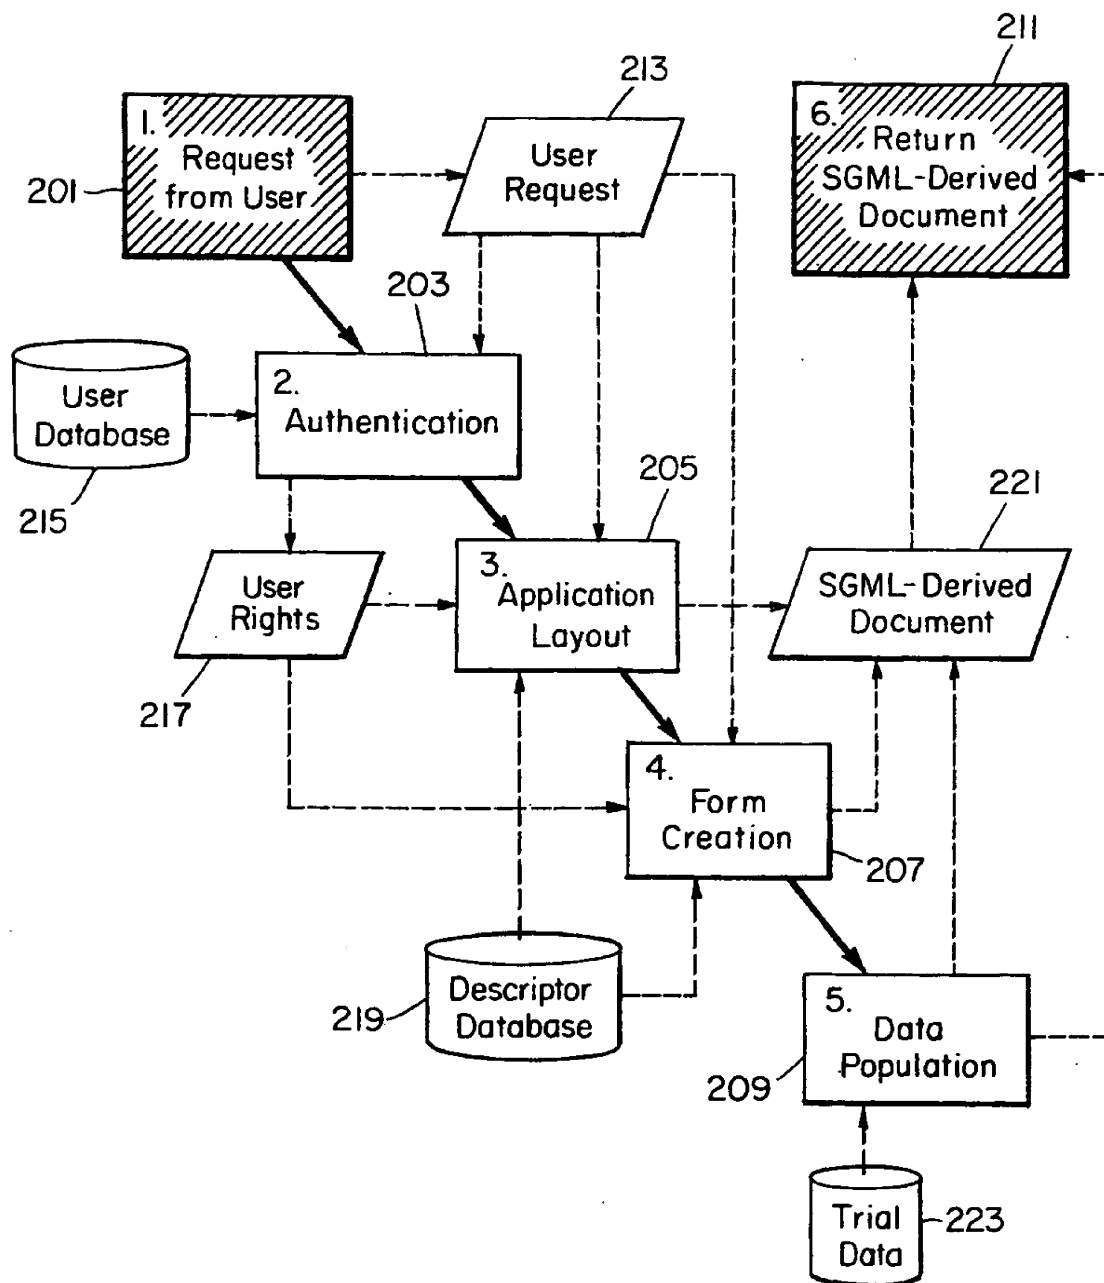 211
213
1.
Request
from User
201
User
Request
6.
Return
SGML-Derived
Document
203
2.
Authentication
User
Database
215
205
221
3.
Application
Layout
User
Rights
217
SGML-Derived
Document
4.
Form
Creation
207
Descriptor
Database
219
5.
Data
Population
209
Trial
Data
223